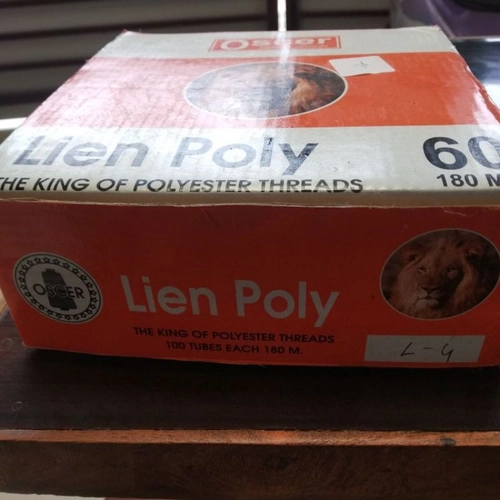 Oscer
Lien Poly 60
THE KING OF POLYESTER THREADS 180 M
OSCER
Lien Poly
THE KING OF POLYESTER THREADS
100 TUBES EACH 180 M.
L-4